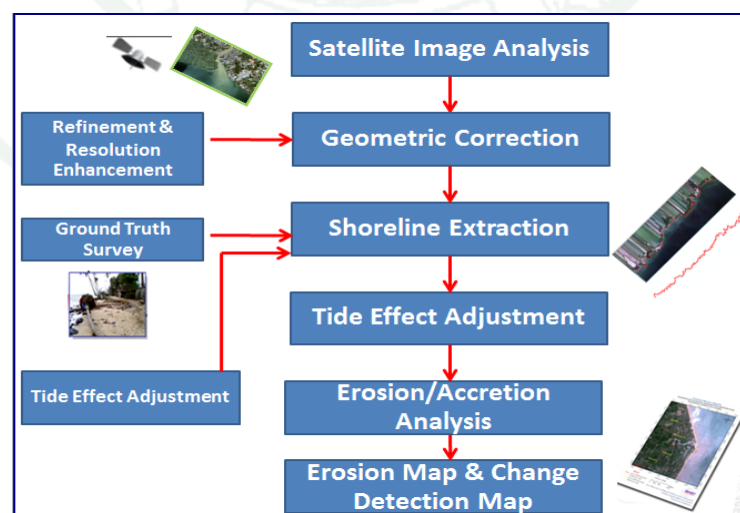 Satellite Image Analysis
Refinement &
Resolution
Enhancement
Geometric Correction
Ground Truth
Survey
Shoreline Extraction
Tide Effect Adjustment
Tide Effect Adjustment
Erosion/Accretion
Analysis
Erosion Map & Change
Detection Map